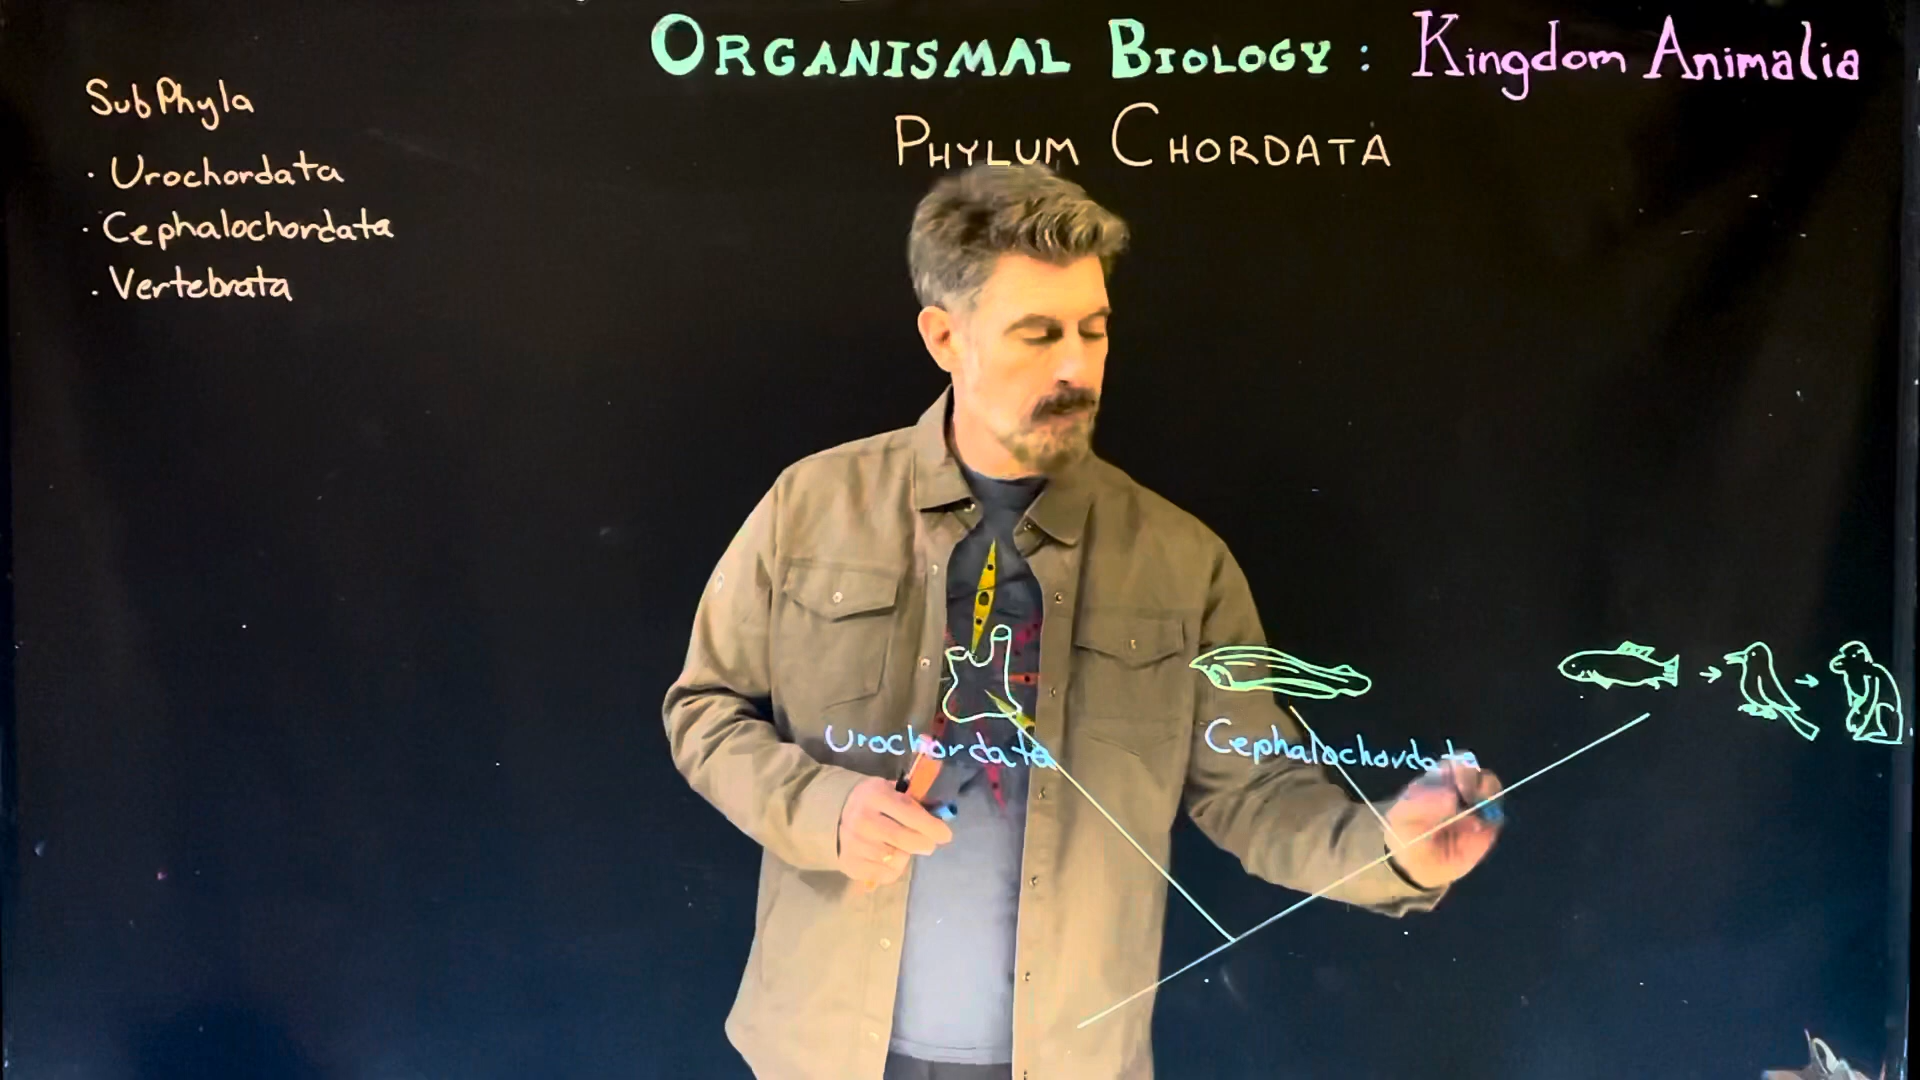 ORGANISMAL BIOLOGY: Kingdom Animalia
PHYLUM CHORDATA
SubPhyla
· Urochordata
· Cephalochordata
· Vertebrata
Urochordata
Cephalochordata